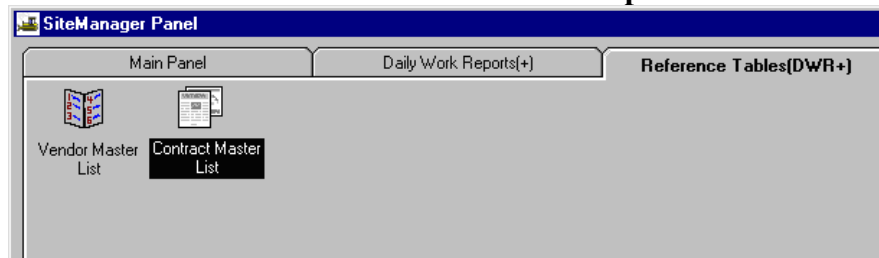 SiteManager Panel
Main Panel
Daily Work Reports(+)
Reference Tables(DWR+)
Vendor Master
List
Contract Master
List